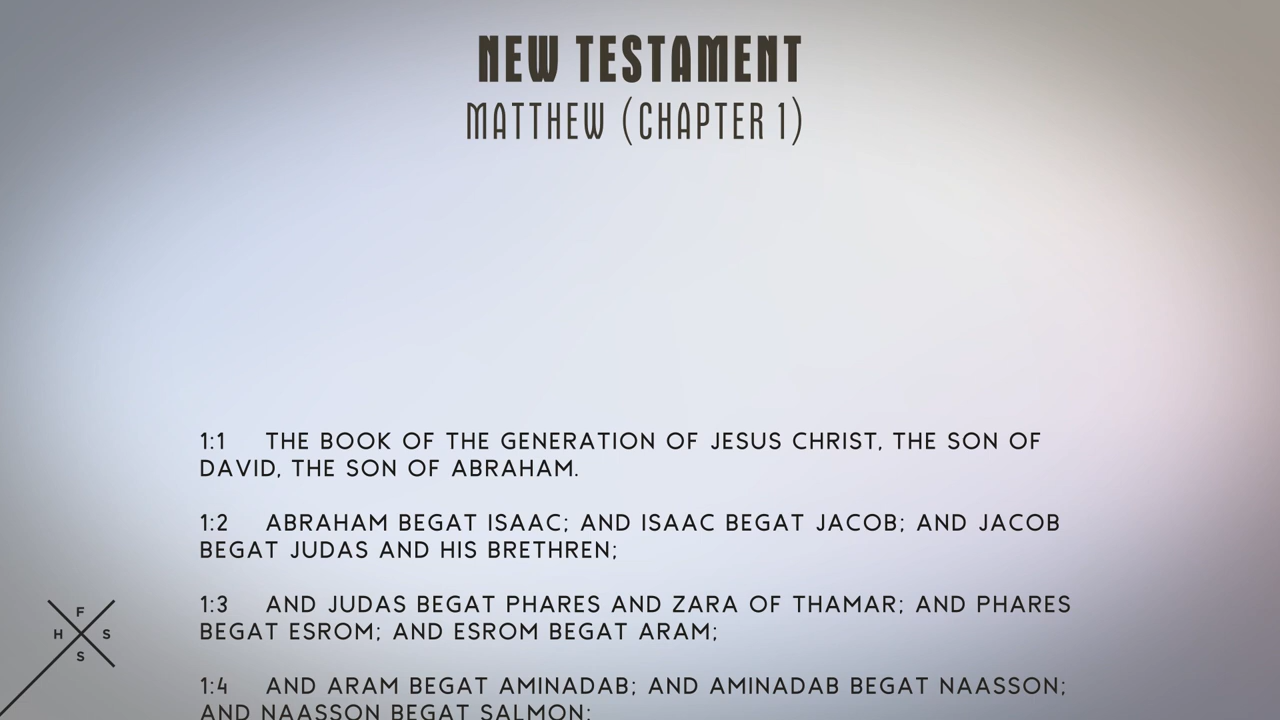 NEW TESTAMENT
MATTHEW (CHAPTER 1)
1:1 THE BOOK OF THE GENERATION OF JESUS CHRIST, THE SON OF
DAVID, THE SON OF ABRAHAM.
1:2 ABRAHAM BEGAT ISAAC; AND ISAAC BEGAT JACOB; AND JACOB
BEGAT JUDAS AND HIS BRETHREN;
1:3 AND JUDAS BEGAT PHARES AND ZARA OF THAMAR; AND PHARES
BEGAT ESROM; AND ESROM BEGAT ARAM;
1:4 AND ARAM BEGAT AMINADAB; AND AMINADAB BEGAT NAASSON;
AND NAASSON BEGAT SALMON;
F
H S
S